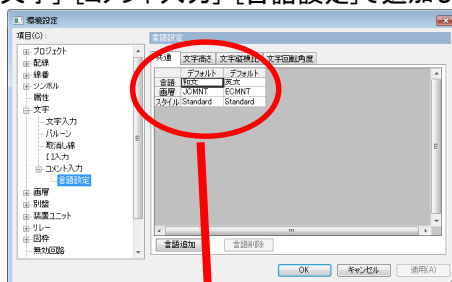 文字」-「コメント入力」-「言語設定」で追加し
環境設定
項目(C):
プロジェクト
配線
線番
シンボル
属性
文字
文字入力
バルーン
取消し線
[ ]入力
コメント入力
言語設定
画層
別盤
装置ユニット
リレー
図枠
無効回路
言語設定
共通 文字高さ 文字縦横比 文字回転角度
デフォルト デフォルト
言語 和文 英文
画層 JCMNT ECMNT
スタイル Standard Standard
言語追加 言語削除
OK キャンセル 適用(A)